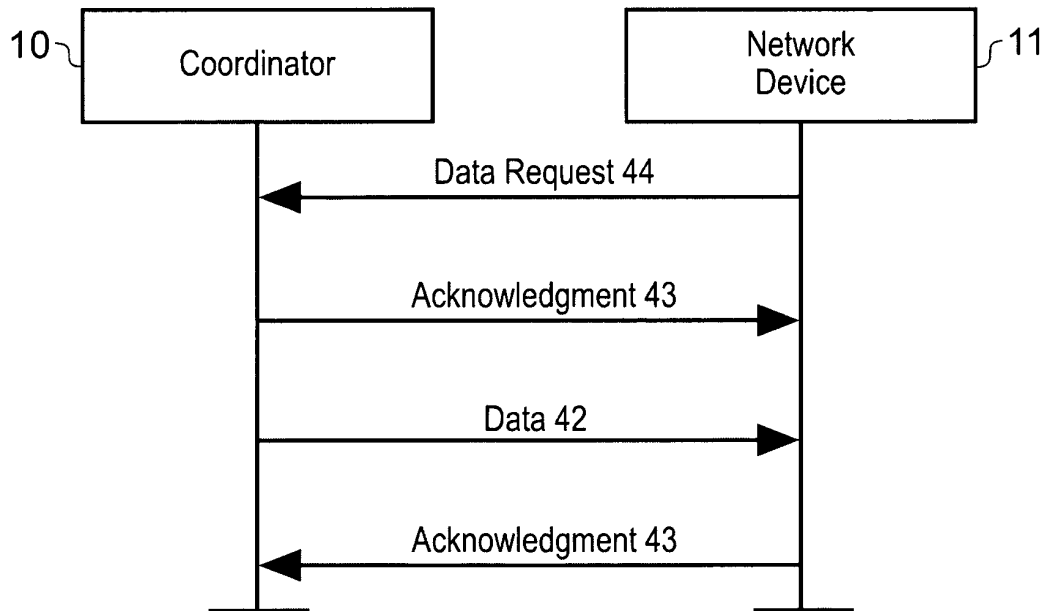 10
Coordinator
Network
Device
11
Data Request 44
Acknowledgment 43
Data 42
Acknowledgment 43